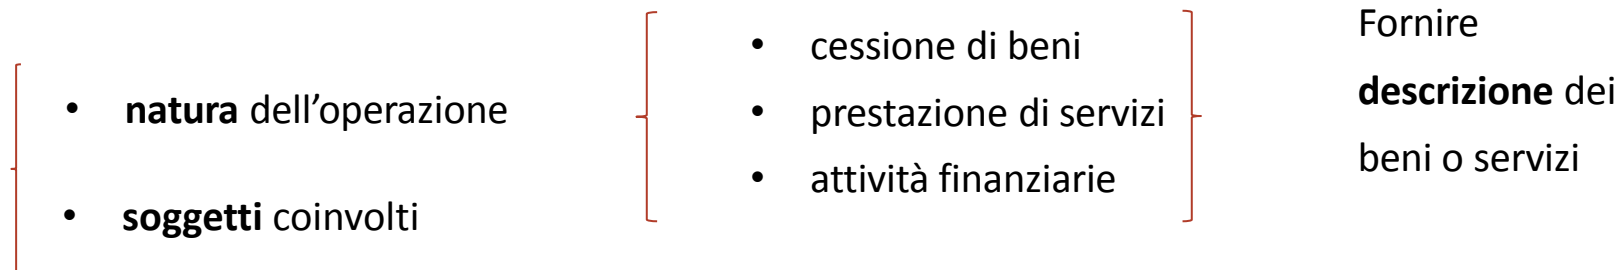 • natura dell’operazione
• soggetti coinvolti
• cessione di beni
• prestazione di servizi
• attività finanziarie
Fornire
descrizione dei
beni o servizi